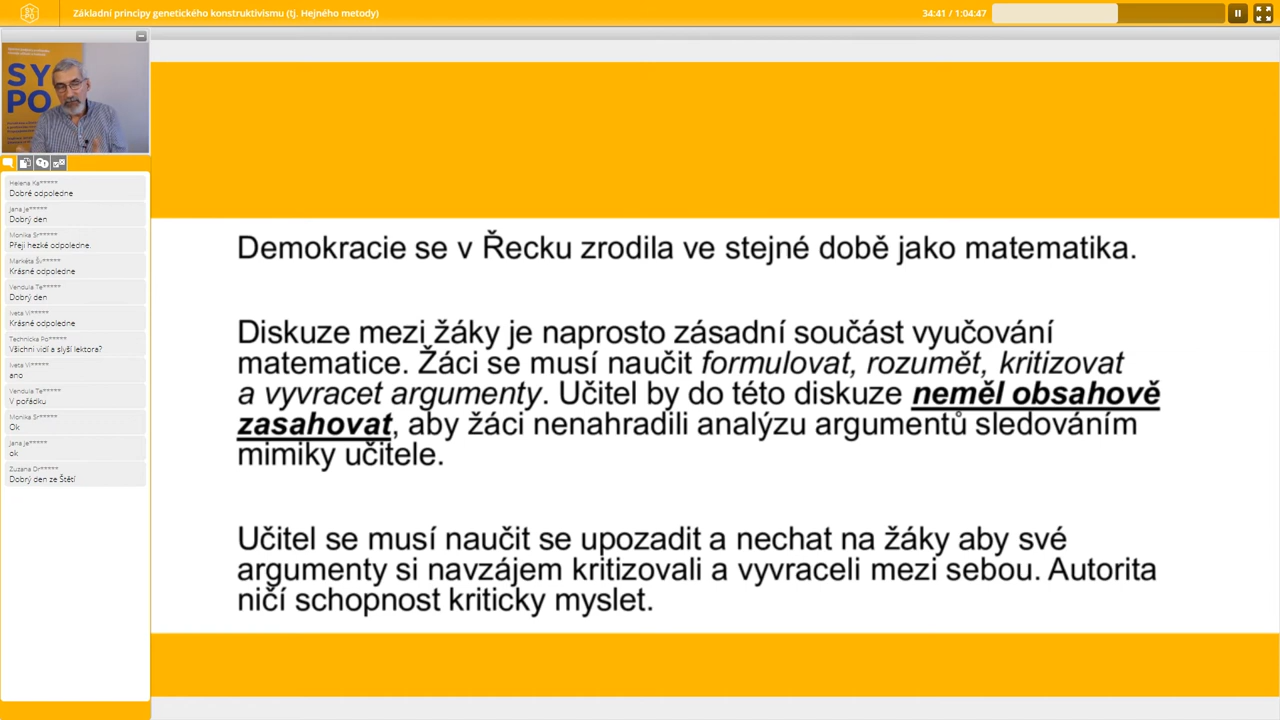 Základní principy genetického konstruktivismu (tj. Hejného metody)
34:41 / 1:04:47
SY
PO
Helena Ka*****
Dobré odpoledne
Jana Je*****
Dobrý den
Monika Sr*****
Přeji hezké odpoledne.
Markéta Šv*****
Krásné odpoledne
Vendula Te*****
Dobrý den
Iveta Vi*****
Krásné odpoledne
Technicka Po*****
Všichni vidí a slyší lektora?
Iveta Vi*****
ano
Vendula Te*****
V pořádku
Monika Sr*****
Ok
Jana Je*****
ok
Zuzana Dr*****
Dobrý den ze Štětí
Demokracie se v Řecku zrodila ve stejné době jako matematika.
Diskuze mezi žáky je naprosto zásadní součást vyučování
matematice. Žáci se musí naučit formulovat, rozumět, kritizovat
a vyvracet argumenty. Učitel by do této diskuze neměl obsahově
zasahovat, aby žáci nenahradili analýzu argumentů sledováním
mimiky učitele.
Učitel se musí naučit se upozadit a nechat na žáky aby své
argumenty si navzájem kritizovali a vyvraceli mezi sebou. Autorita
ničí schopnost kriticky myslet.